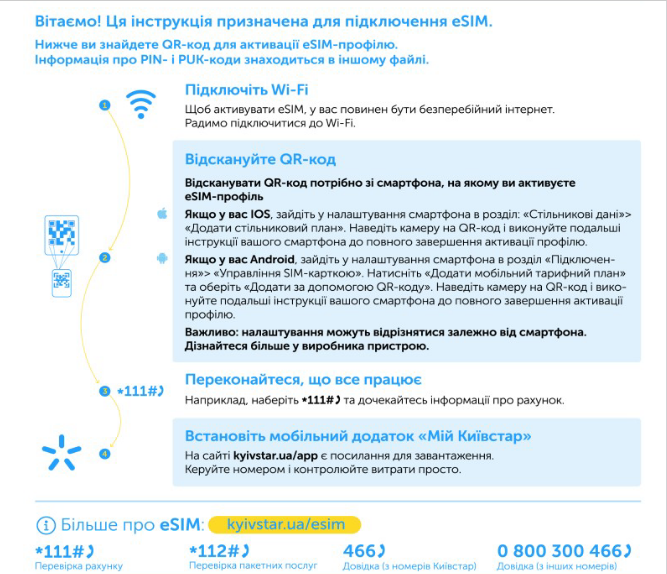 Вітаємо! Ця інструкція призначена для підключення eSIM.
Нижче ви знайдете QR-код для активації eSIM-профілю.
Інформація про PIN- і PUK-коди знаходиться в іншому файлі.
1
Підключіть Wi-Fi
Щоб активувати eSIM, у вас повинен бути безперебійний інтернет.
Радимо підключитися до Wi-Fi.
Відскануйте QR-код
Відсканувати QR-код потрібно зі смартфона, на якому ви активуєте
eSIM-профіль
Якщо у вас IOS, зайдіть у налаштування смартфона в розділ: «Стільникові дані»>
«Додати стільниковий план». Наведіть камеру на QR-код і виконуйте подальші
інструкції вашого смартфона до повного завершення активації профілю.
2
Якщо у вас Android, зайдіть у налаштування смартфона в розділ «Підключен-
ня»> «Управління SIM-карткою». Натисніть «Додати мобільний тарифний план»
та оберіть «Додати за допомогою QR-коду». Наведіть камеру на QR-код і вико-
нуйте подальші інструкції вашого смартфона до повного завершення активації
профілю.
Важливо: налаштування можуть відрізнятися залежно від смартфона.
Дізнайтеся більше у виробника пристрою.
3
*111#
Переконайтеся, що все працює
Наприклад, наберіть *111# та дочекайтесь інформації про рахунок.
4
Встановіть мобільний додаток «Мій Київстар»
На сайті kyivstar.ua/app є посилання для завантаження.
Керуйте номером і контролюйте витрати просто.
Більше про eSIM: kyivstar.ua/esim
*111# *112# 466 0 800 300 466
Перевірка рахунку Перевірка пакетних послуг Довідка (з номерів Київстар) Довідка (з інших номерів)